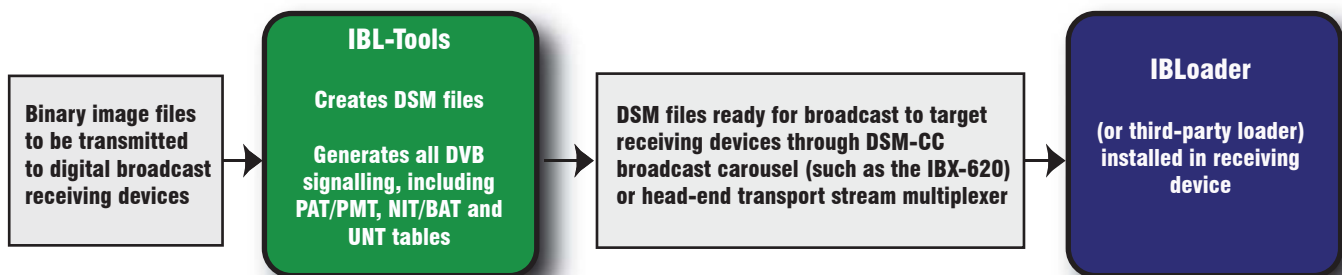 Binary image files
to be transmitted
to digital broadcast
receiving devices
IBL-Tools
Creates DSM files
Generates all DVB
signalling, including
PAT/PMT, NIT/BAT and
UNT tables
DSM files ready for broadcast to target
receiving devices through DSM-CC
broadcast carousel (such as the IBX-620)
or head-end transport stream multiplexer
IBLoader
(or third-party loader)
installed in receiving
device